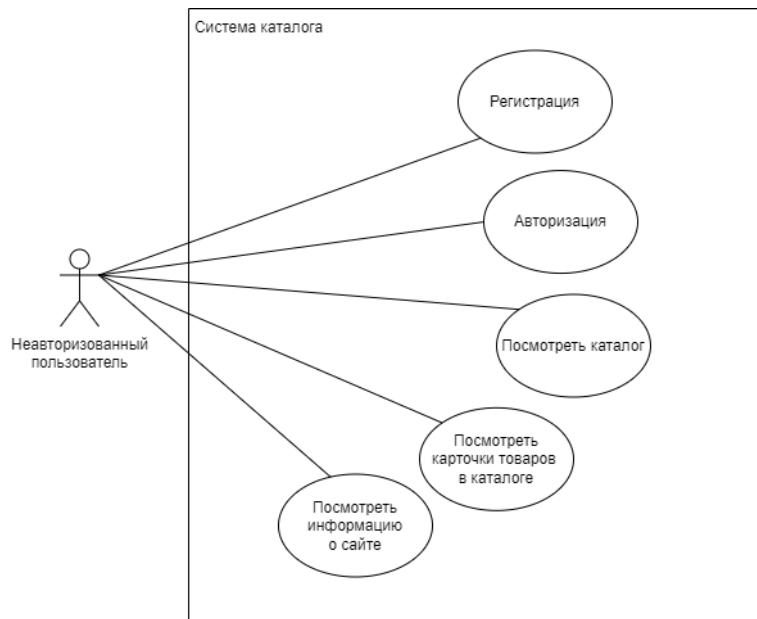 Система каталога
Регистрация
Авторизация
Неавторизованный
пользователь
Посмотреть каталог
Посмотреть
карточки товаров
в каталоге
Посмотреть
информацию
о сайте